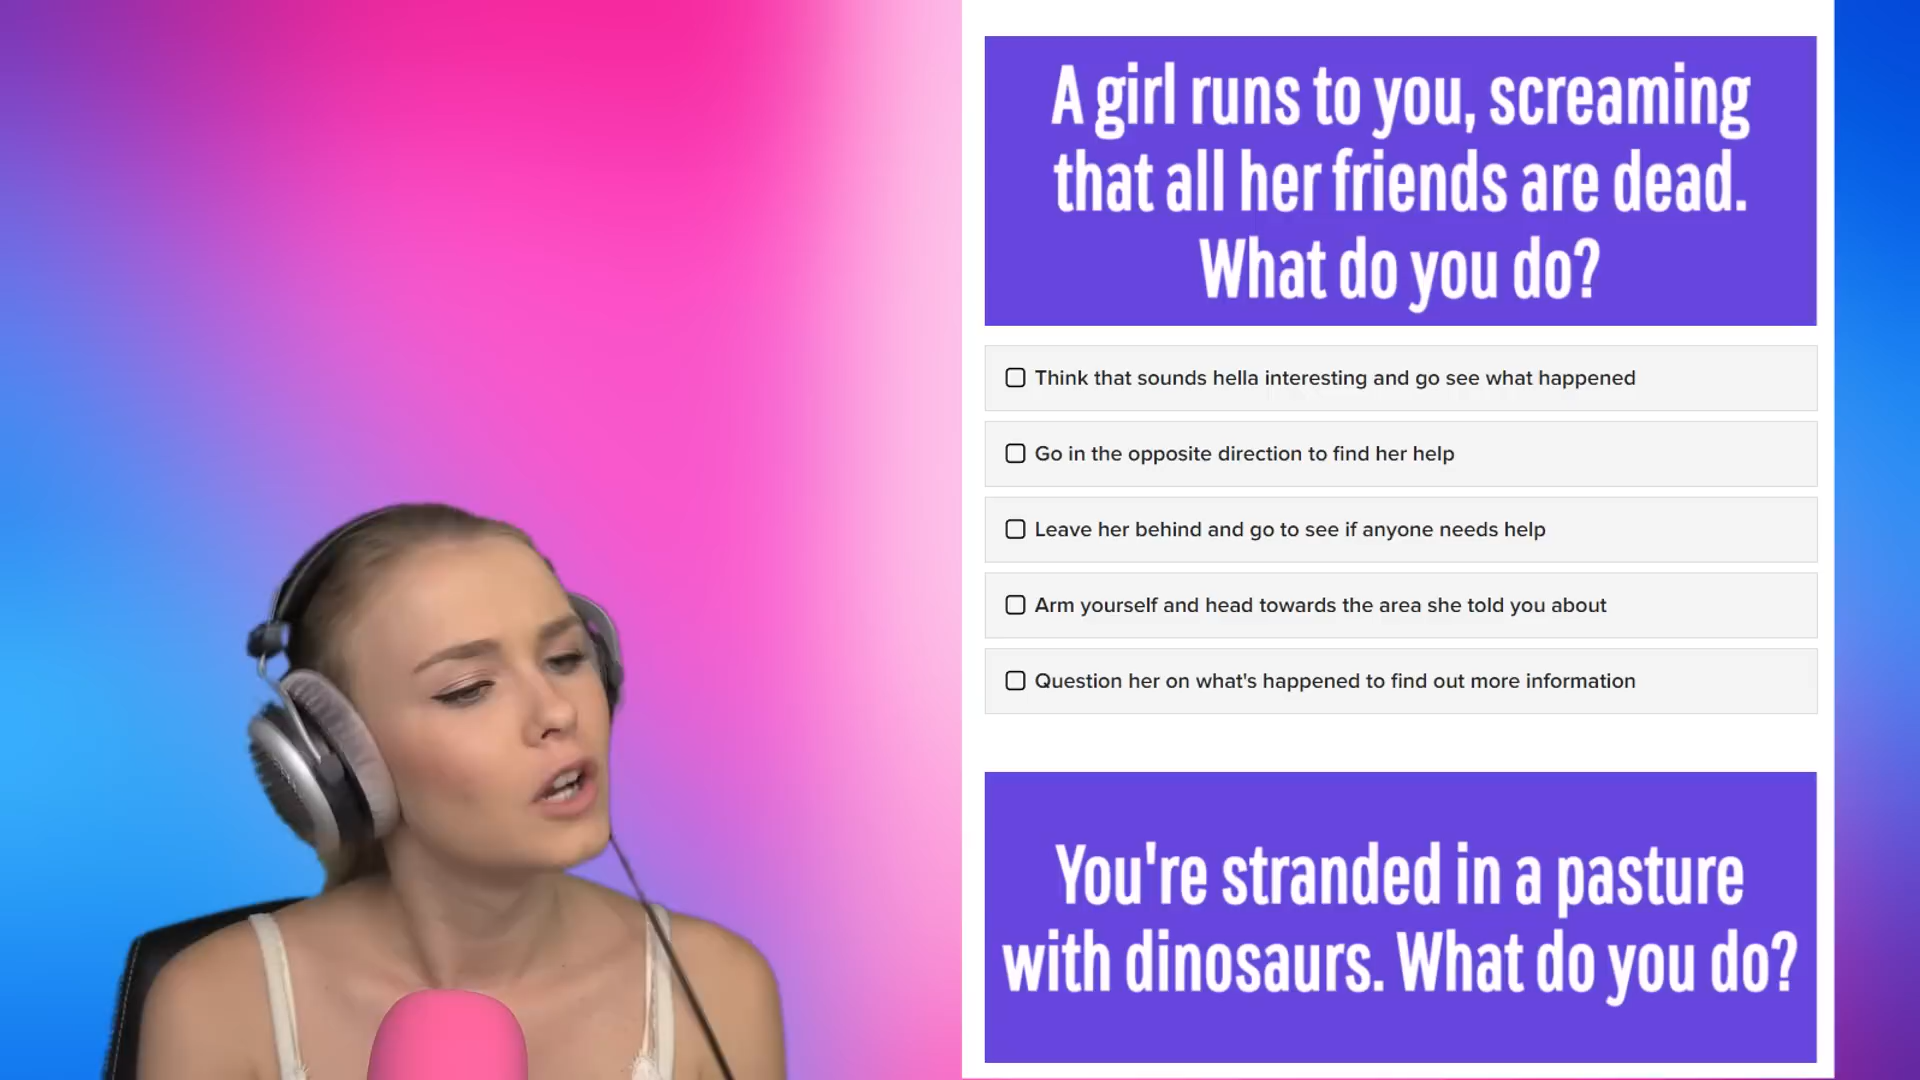 A girl runs to you, screaming
that all her friends are dead.
What do you do?
Think that sounds hella interesting and go see what happened
Go in the opposite direction to find her help
Leave her behind and go to see if anyone needs help
Arm yourself and head towards the area she told you about
Question her on what's happened to find out more information
You're stranded in a pasture
with dinosaurs. What do you do?